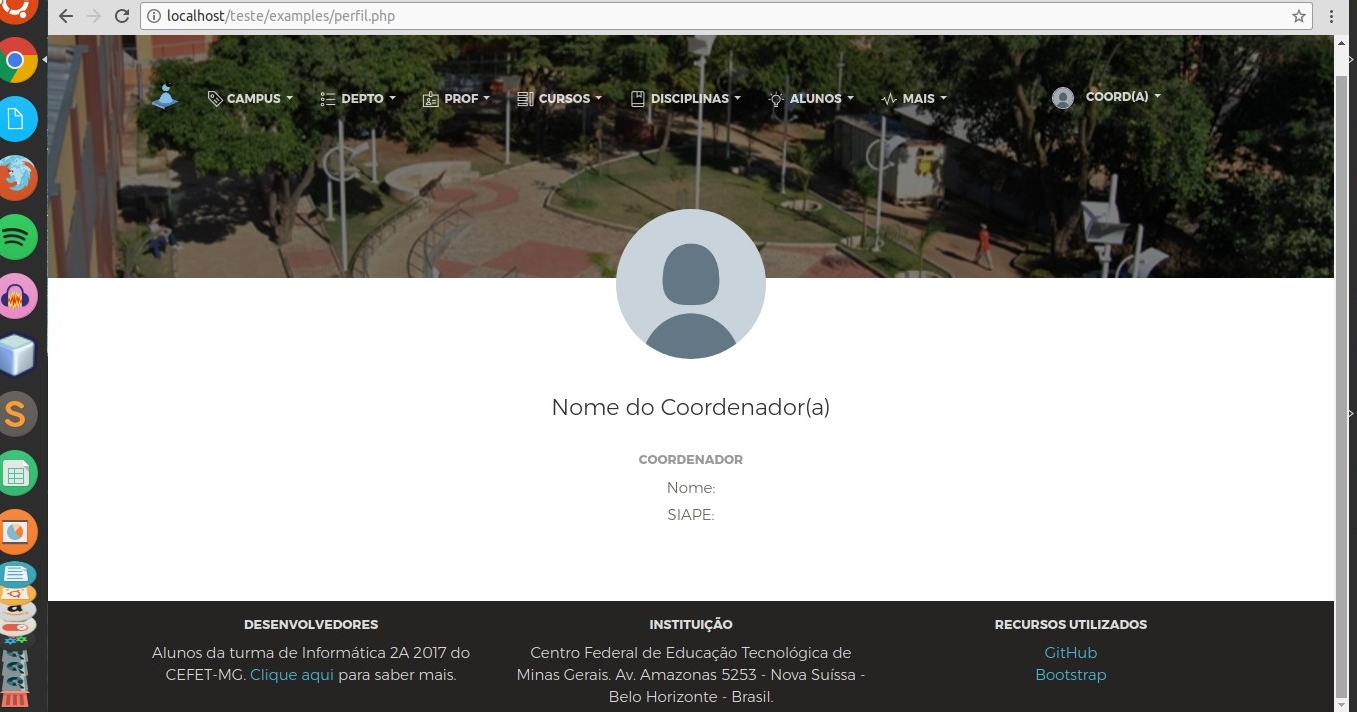 localhost/teste/examples/perfil.php
CAMPUS DEPTO PROF CURSOS DISCIPLINAS ALUNOS MAIS COORD(A)
Nome do Coordenador(a)
COORDENADOR
Nome:
SIAPE:
DESENVOLVEDORES
Alunos da turma de Informática 2A 2017 do
CEFET-MG. Clique aqui para saber mais.
INSTITUIÇÃO
Centro Federal de Educação Tecnológica de
Minas Gerais. Av. Amazonas 5253 - Nova Suíssa -
Belo Horizonte - Brasil.
RECURSOS UTILIZADOS
GitHub
Bootstrap